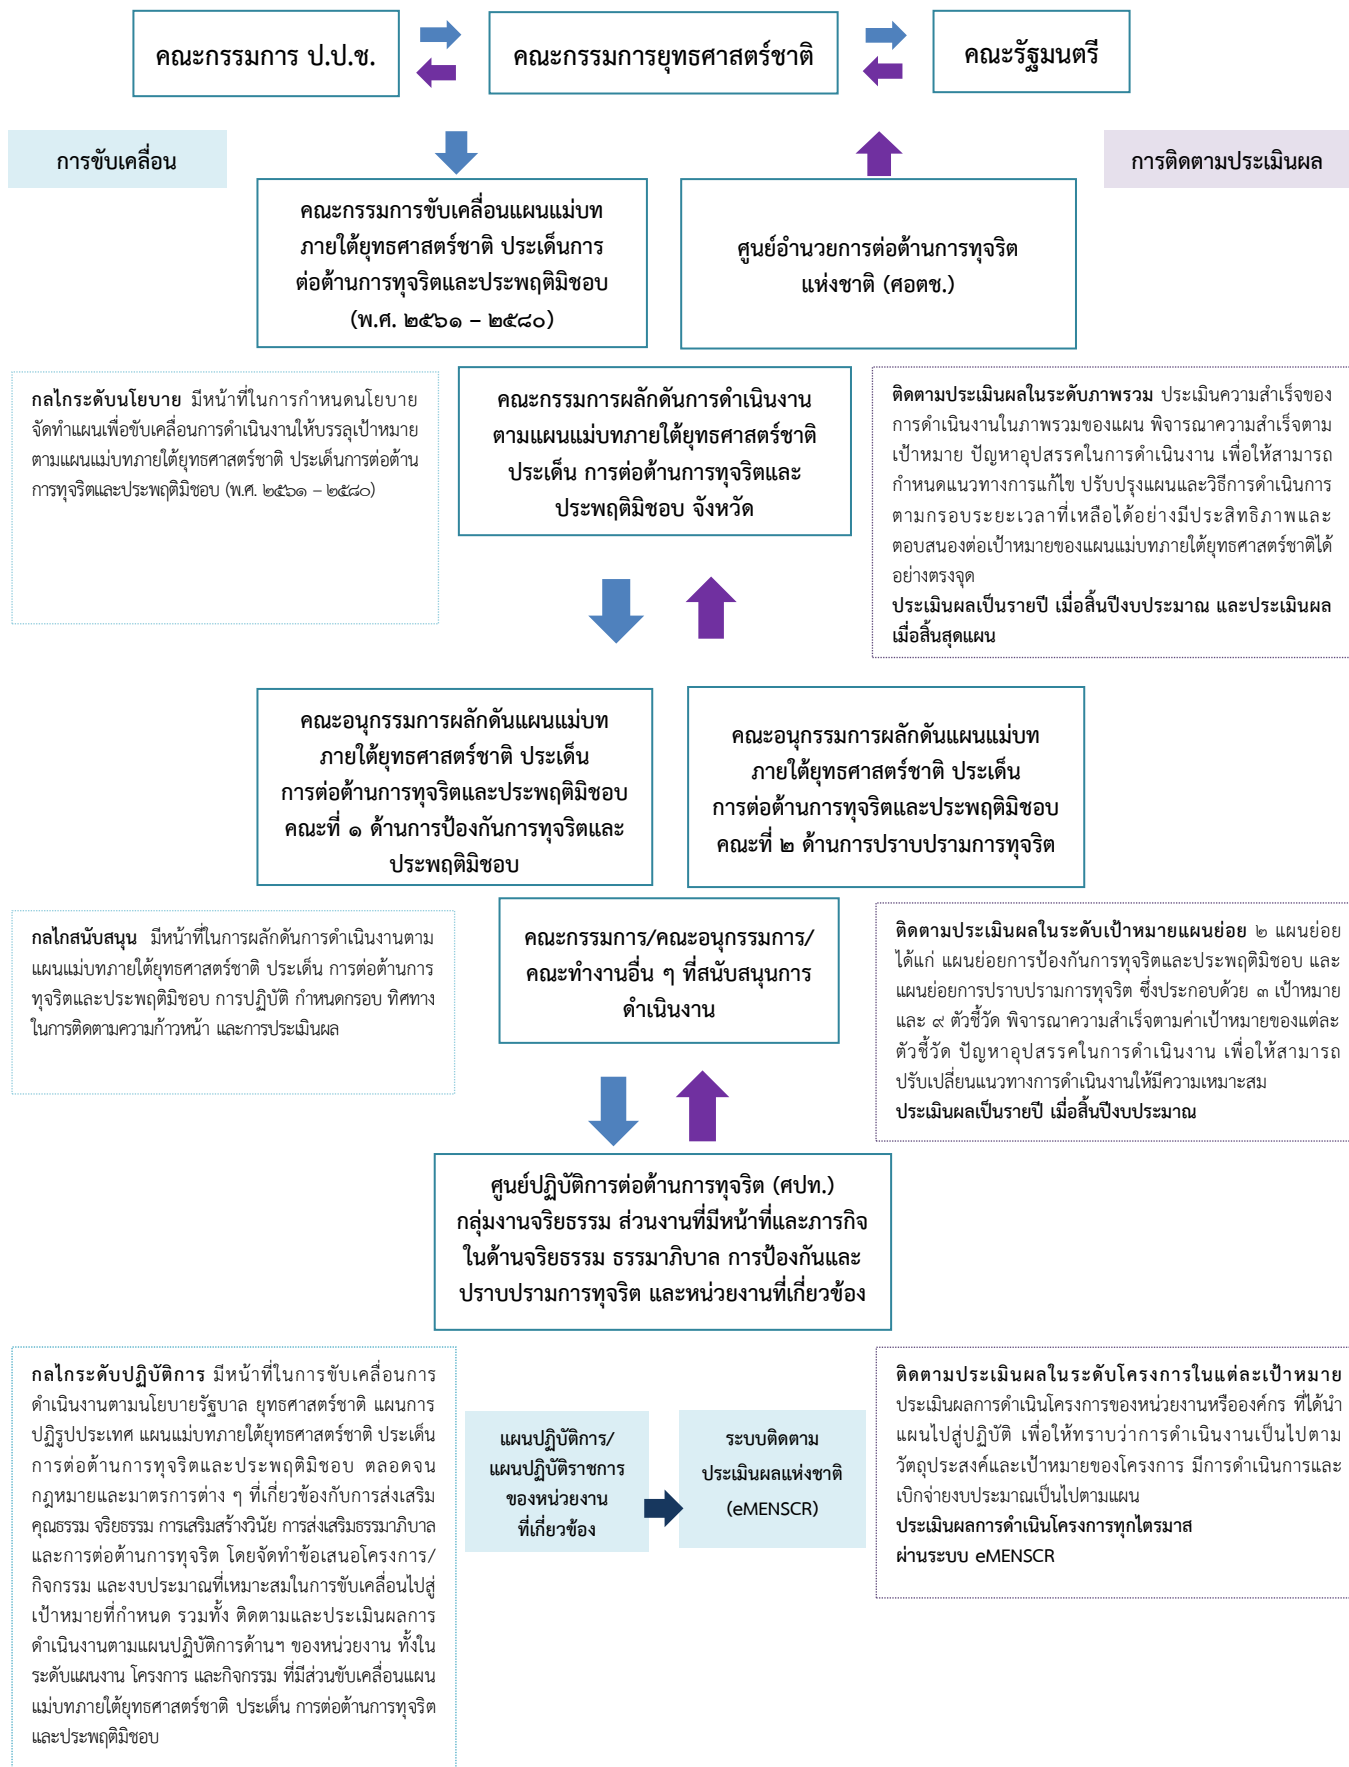 คณะกรรมการ ป.ป.ช.
คณะกรรมการยุทธศาสตร์ชาติ
คณะรัฐมนตรี
การขับเคลื่อน
การติดตามประเมินผล
คณะกรรมการขับเคลื่อนแผนแม่บท
ภายใต้ยุทธศาสตร์ชาติ ประเด็นการ
ต่อต้านการทุจริตและประพฤติมิชอบ
(พ.ศ. ๒๕๖๑ – ๒๕๘๐)
ศูนย์อำนวยการต่อต้านการทุจริต
แห่งชาติ (ศอตช.)
กลไกระดับนโยบาย มีหน้าที่ในการกำหนดนโยบาย
จัดทำแผนเพื่อขับเคลื่อนการดำเนินงานให้บรรลุเป้าหมาย
ตามแผนแม่บทภายใต้ยุทธศาสตร์ชาติ ประเด็นการต่อต้าน
การทุจริตและประพฤติมิชอบ (พ.ศ. ๒๕๖๑ – ๒๕๘๐)
คณะกรรมการผลักดันการดำเนินงาน
ตามแผนแม่บทภายใต้ยุทธศาสตร์ชาติ
ประเด็น การต่อต้านการทุจริตและ
ประพฤติมิชอบ จังหวัด
ติดตามประเมินผลในระดับภาพรวม ประเมินความสำเร็จของ
การดำเนินงานในภาพรวมของแผน พิจารณาความสำเร็จตาม
เป้าหมาย ปัญหาอุปสรรคในการดำเนินงาน เพื่อให้สามารถ
กำหนดแนวทางการแก้ไข ปรับปรุงแผนและวิธีการดำเนินการ
ตามกรอบระยะเวลาที่เหลือได้อย่างมีประสิทธิภาพและ
ตอบสนองต่อเป้าหมายของแผนแม่บทภายใต้ยุทธศาสตร์ชาติได้
อย่างตรงจุด
ประเมินผลเป็นรายปี เมื่อสิ้นปีงบประมาณ และประเมินผล
เมื่อสิ้นสุดแผน
คณะอนุกรรมการผลักดันแผนแม่บท
ภายใต้ยุทธศาสตร์ชาติ ประเด็น
การต่อต้านการทุจริตและประพฤติมิชอบ
คณะที่ ๑ ด้านการป้องกันการทุจริตและ
ประพฤติมิชอบ
คณะอนุกรรมการผลักดันแผนแม่บท
ภายใต้ยุทธศาสตร์ชาติ ประเด็น
การต่อต้านการทุจริตและประพฤติมิชอบ
คณะที่ ๒ ด้านการปราบปรามการทุจริต
กลไกสนับสนุน มีหน้าที่ในการผลักดันการดำเนินงานตาม
แผนแม่บทภายใต้ยุทธศาสตร์ชาติ ประเด็น การต่อต้านการ
ทุจริตและประพฤติมิชอบ การปฏิบัติ กำหนดกรอบ ทิศทาง
ในการติดตามความก้าวหน้า และการประเมินผล
คณะกรรมการ/คณะอนุกรรมการ/
คณะทำงานอื่น ๆ ที่สนับสนุนการ
ดำเนินงาน
ติดตามประเมินผลในระดับเป้าหมายแผนย่อย ๒ แผนย่อย
ได้แก่ แผนย่อยการป้องกันการทุจริตและประพฤติมิชอบ และ
แผนย่อยการปราบปรามการทุจริต ซึ่งประกอบด้วย ๓ เป้าหมาย
และ ๙ ตัวชี้วัด พิจารณาความสำเร็จตามค่าเป้าหมายของแต่ละ
ตัวชี้วัด ปัญหาอุปสรรคในการดำเนินงาน เพื่อให้สามารถ
ปรับเปลี่ยนแนวทางการดำเนินงานให้มีความเหมาะสม
ประเมินผลเป็นรายปี เมื่อสิ้นปีงบประมาณ
ศูนย์ปฏิบัติการต่อต้านการทุจริต (ศปท.)
กลุ่มงานจริยธรรม ส่วนงานที่มีหน้าที่และภารกิจ
ในด้านจริยธรรม ธรรมาภิบาล การป้องกันและ
ปราบปรามการทุจริต และหน่วยงานที่เกี่ยวข้อง
กลไกระดับปฏิบัติการ มีหน้าที่ในการขับเคลื่อนการ
ดำเนินงานตามนโยบายรัฐบาล ยุทธศาสตร์ชาติ แผนการ
ปฏิรูปประเทศ แผนแม่บทภายใต้ยุทธศาสตร์ชาติ ประเด็น
การต่อต้านการทุจริตและประพฤติมิชอบ ตลอดจน
กฎหมายและมาตรการต่าง ๆ ที่เกี่ยวข้องกับการส่งเสริม
คุณธรรม จริยธรรม การเสริมสร้างวินัย การส่งเสริมธรรมาภิบาล
และการต่อต้านการทุจริต โดยจัดทำข้อเสนอโครงการ/
กิจกรรม และงบประมาณที่เหมาะสมในการขับเคลื่อนไปสู่
เป้าหมายที่กำหนด รวมทั้ง ติดตามและประเมินผลการ
ดำเนินงานตามแผนปฏิบัติการด้านฯ ของหน่วยงาน ทั้งใน
ระดับแผนงาน โครงการ และกิจกรรม ที่มีส่วนขับเคลื่อนแผน
แม่บทภายใต้ยุทธศาสตร์ชาติ ประเด็น การต่อต้านการทุจริต
และประพฤติมิชอบ
แผนปฏิบัติการ/
แผนปฏิบัติราชการ
ของหน่วยงาน
ที่เกี่ยวข้อง
ระบบติดตาม
ประเมินผลแห่งชาติ
(eMENSCR)
ติดตามประเมินผลในระดับโครงการในแต่ละเป้าหมาย
ประเมินผลการดำเนินโครงการของหน่วยงานหรือองค์กร ที่ได้นำ
แผนไปสู่ปฏิบัติ เพื่อให้ทราบว่าการดำเนินงานเป็นไปตาม
วัตถุประสงค์และเป้าหมายของโครงการ มีการดำเนินการและ
เบิกจ่ายงบประมาณเป็นไปตามแผน
ประเมินผลการดำเนินโครงการทุกไตรมาส
ผ่านระบบ eMENSCR